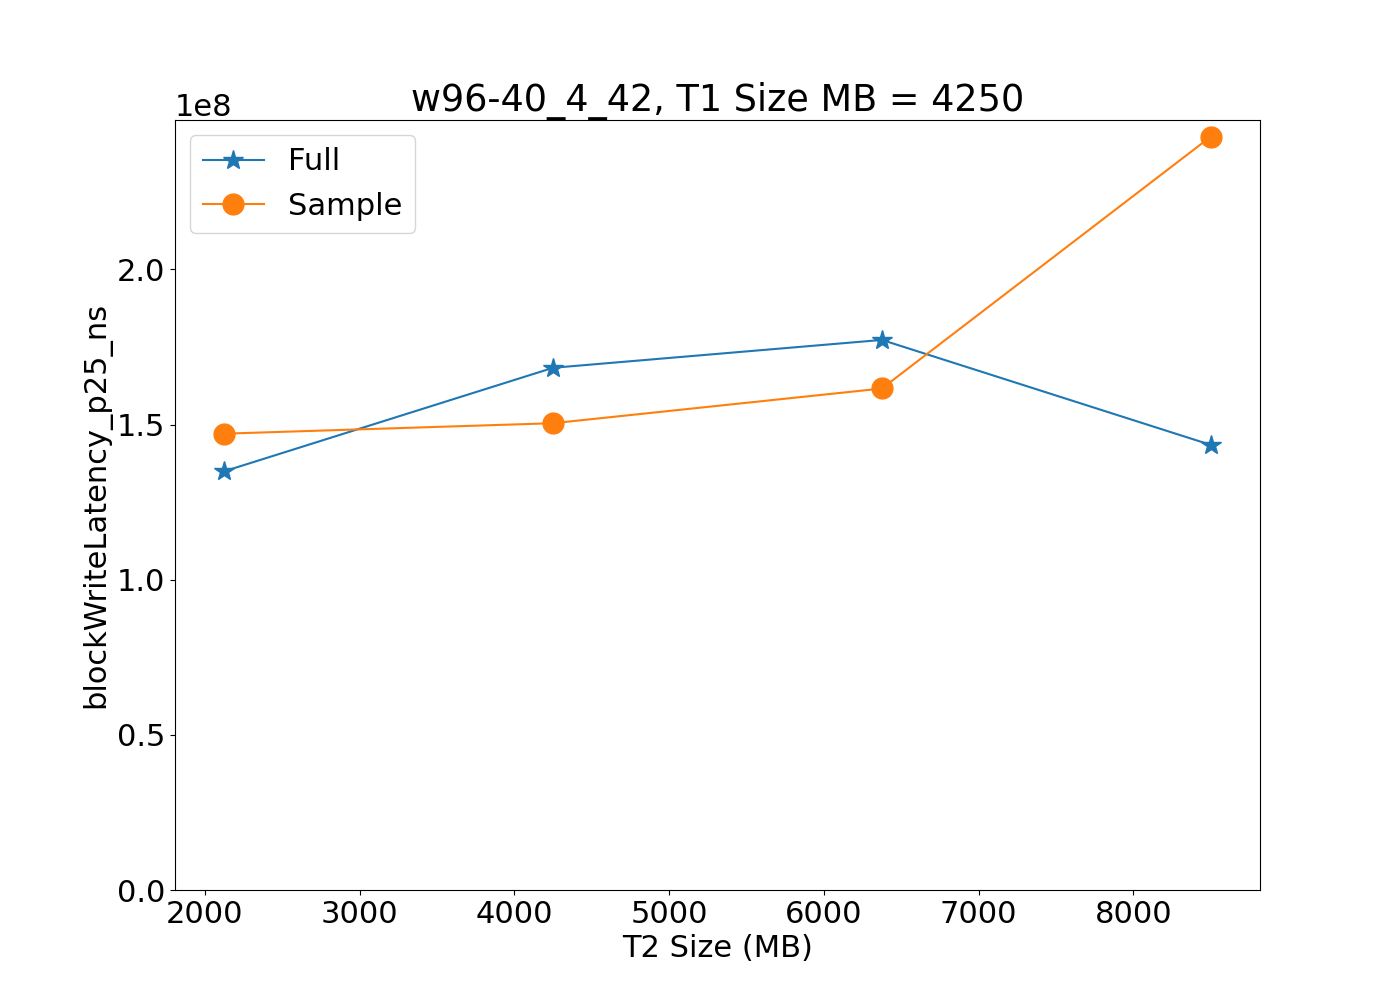 w96-40_4_42, T1 Size MB = 4250
1e8
Full
Sample
2.0
1.5
1.0
0.5
0.0
blockWriteLatency_p25_ns
2000 3000 4000 5000 6000 7000 8000
T2 Size (MB)